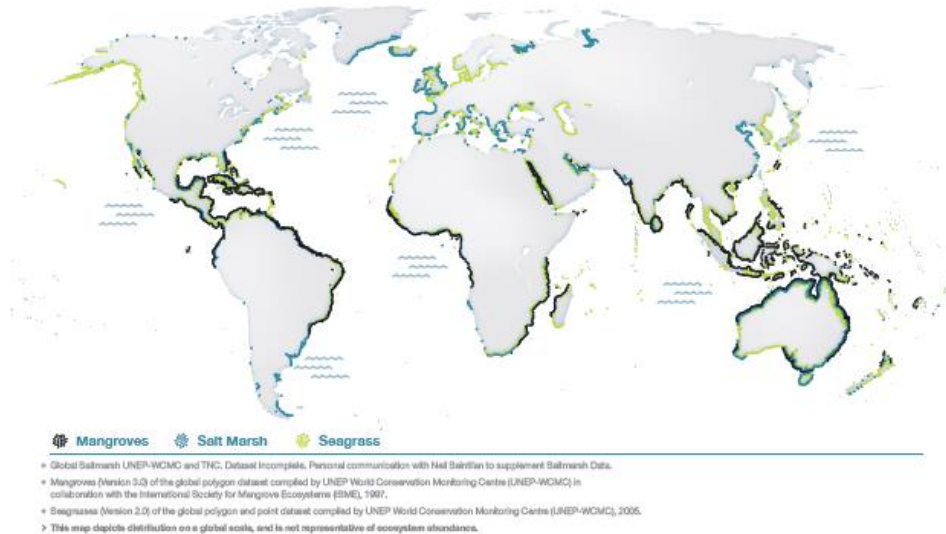 Mangroves Salt Marsh Seagrass
Global Saltmarsh UNEP-WCMC and TNC. Dataset Incomplete. Personal communication with Neil Saintilan to supplement Saltmarsh Data.
Mangroves (Version 3.0) of the global polygon dataset compiled by UNEP World Conservation Monitoring Centre (UNEP-WCMC) in
collaboration with the International Society for Mangrove Ecosystems (ISME), 1997.
Seagrasses (Version 2.0) of the global polygon and point dataset compiled by UNEP World Conservation Monitoring Centre (UNEP-WCMC), 2005.
> This map depicts distribution on a global scale, and is not representative of ecosystem abundance.